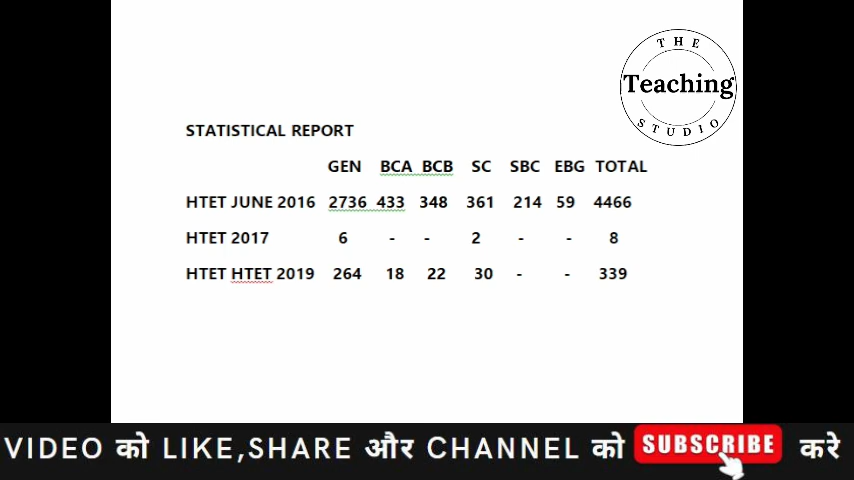 THE
Teaching
STUDIO
STATISTICAL REPORT
GEN BCA BCB SC SBC EBG TOTAL
HTET JUNE 2016 2736 433 348 361 214 59 4466
HTET 2017 6 - - 2 - - 8
HTET HTET 2019 264 18 22 30 - - 339
VIDEO को LIKE,SHARE और CHANNEL को SUBSCRIBE करे